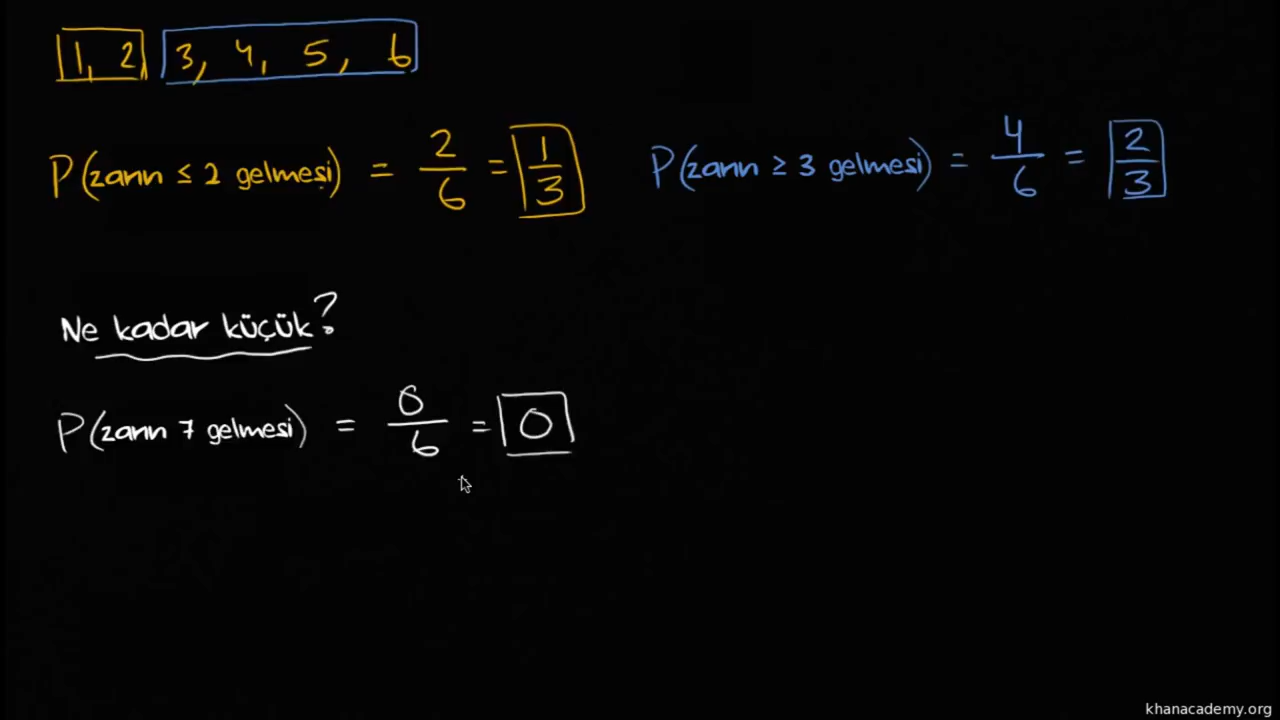 1, 2, 3, 4, 5, 6
P(zarın ≤ 2 gelmesi) = 2/6 = 1/3
P(zarın ≥ 3 gelmesi) = 4/6 = 2/3
Ne kadar küçük?
P(zarın 7 gelmesi) = 0/6 = 0
khanacademy.org